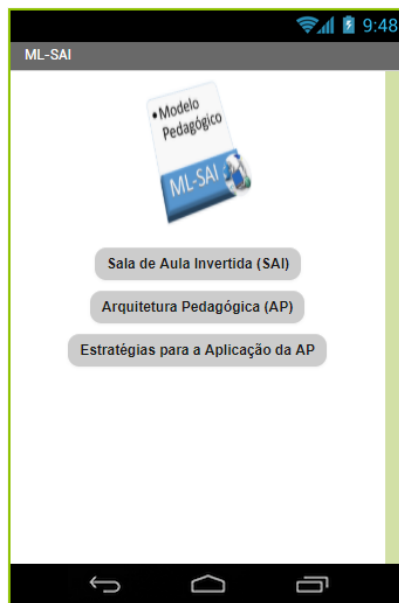 9:48
ML-SAI
•Modelo
Pedagógico
ML-SAI
Sala de Aula Invertida (SAI)
Arquitetura Pedagógica (AP)
Estratégias para a Aplicação da AP